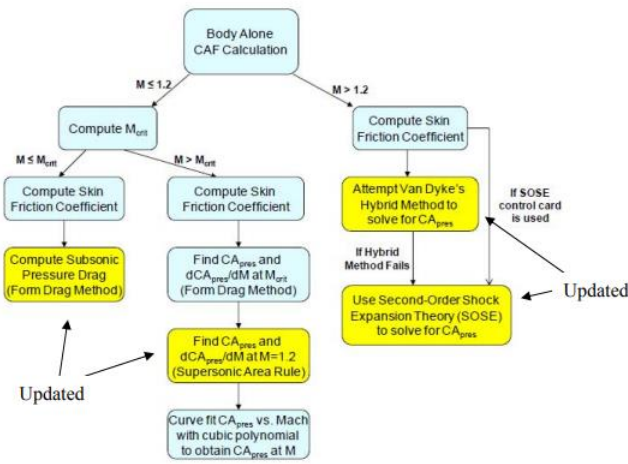 Body Alone
CAF Calculation
M ≤ 1.2
M > 1.2
Compute Mcrit
Compute Skin
Friction Coefficient
M ≤ Mcrit
M > Mcrit
If SOSE
control card
is used
Compute Skin
Friction Coefficient
Compute Skin
Friction Coefficient
Attempt Van Dyke's
Hybrid Method to
solve for CApres
Compute Subsonic
Pressure Drag
(Form Drag Method)
Find CApres and
dCApres/dM at Mcrit
(Form Drag Method)
If Hybrid
Method Fails
Updated
Use Second-Order Shock
Expansion Theory (SOSE)
to solve for CApres
Find CApres and
dCApres/dM at M=1.2
(Supersonic Area Rule)
Updated
Curve fit CApres vs. Mach
with cubic polynomial
to obtain CApres at M